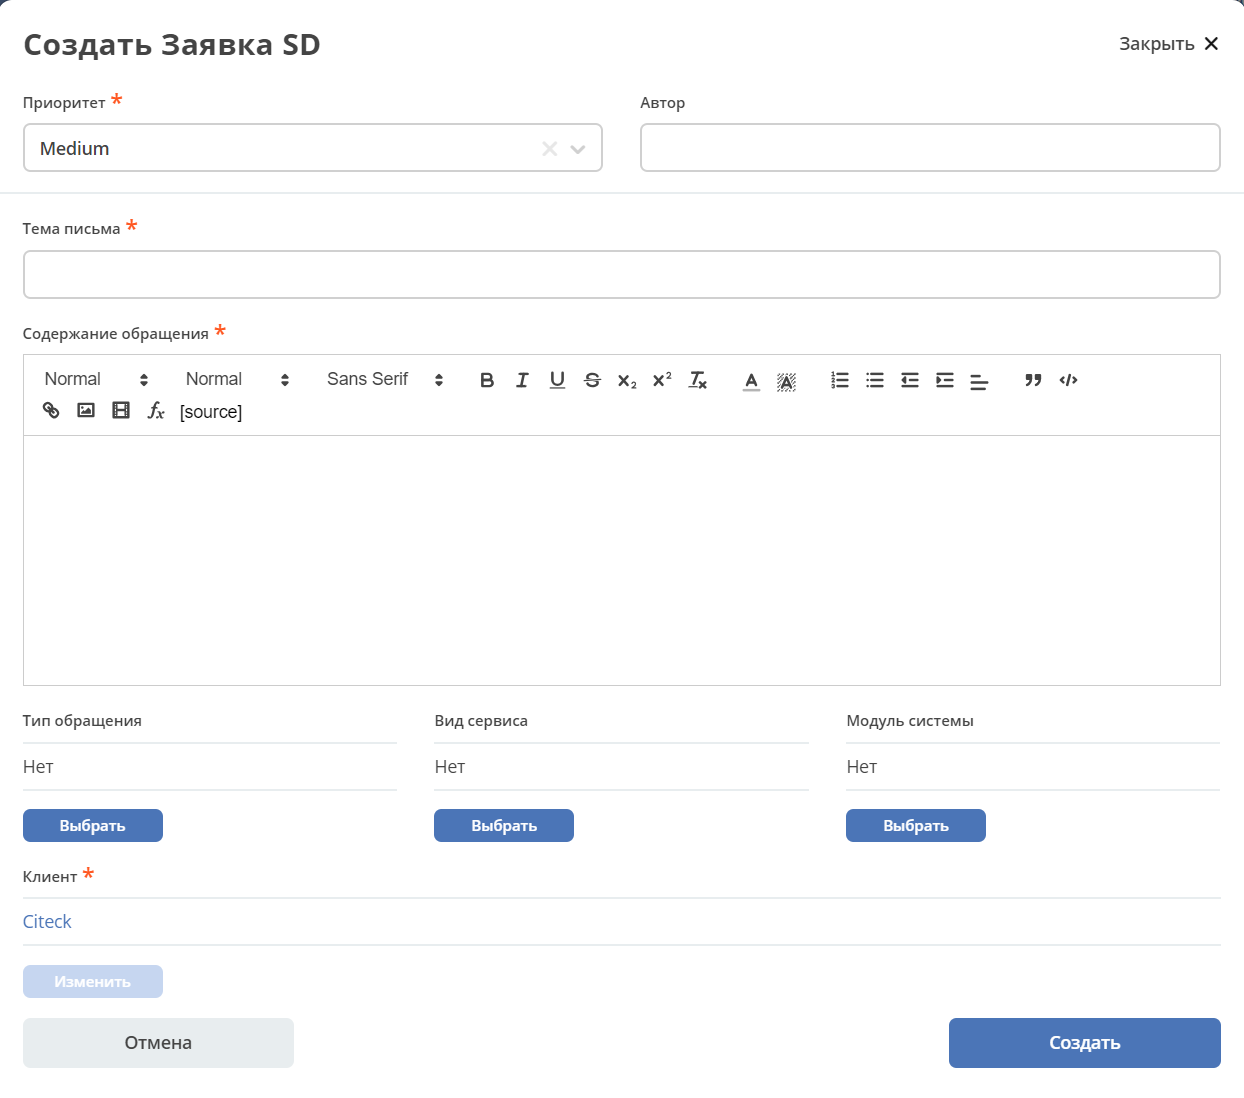 Создать Заявка SD
Закрыть
Приоритет *
Автор
Medium
Тема письма *
Содержание обращения *
Normal Normal Sans Serif
[source]
Тип обращения
Вид сервиса
Модуль системы
Нет
Нет
Нет
Выбрать
Выбрать
Выбрать
Клиент *
Citeck
Изменить
Отмена
Создать